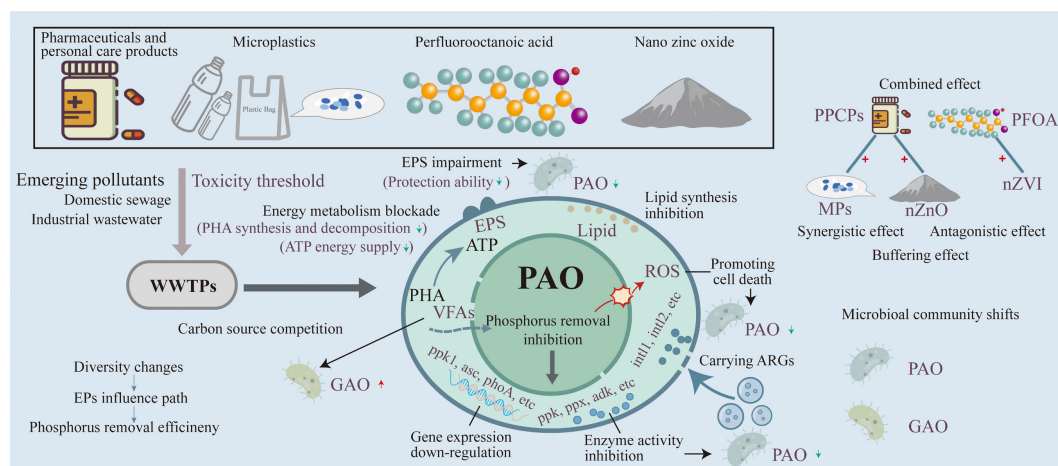 Pharmaceuticals and
personal care products
Microplastics
Perfluorooctanoic acid
Nano zinc oxide
Plastic Bag
Combined effect
PPCPs
PFOA
+
+
+
MPs
nZnO
nZVI
Synergistic effect
Antagonistic effect
Buffering effect
Emerging pollutants
Domestic sewage
Industrial wastewater
Toxicity threshold
WWTPs
EPS impairment
(Protection ability↓)
PAO ↓
Energy metabolism blockade
(PHA synthesis and decomposition ↓)
(ATP energy supply↓)
Lipid synthesis
inhibition
EPS
Lipid
ATP
PAO
ROS
Promoting
cell death
PAO ↓
PHA
VFAs
Phosphorus removal
inhibition
intI1, intI2, etc
Carbon source competition
GAO ↑
ppk1, asc, phoA, etc
ppk, ppx, adk, etc
Carrying ARGs
Gene expression
down-regulation
Enzyme activity
inhibition
PAO ↓
Diversity changes
EPs influence path
Phosphorus removal efficineny
Microbioal community shifts
PAO
GAO